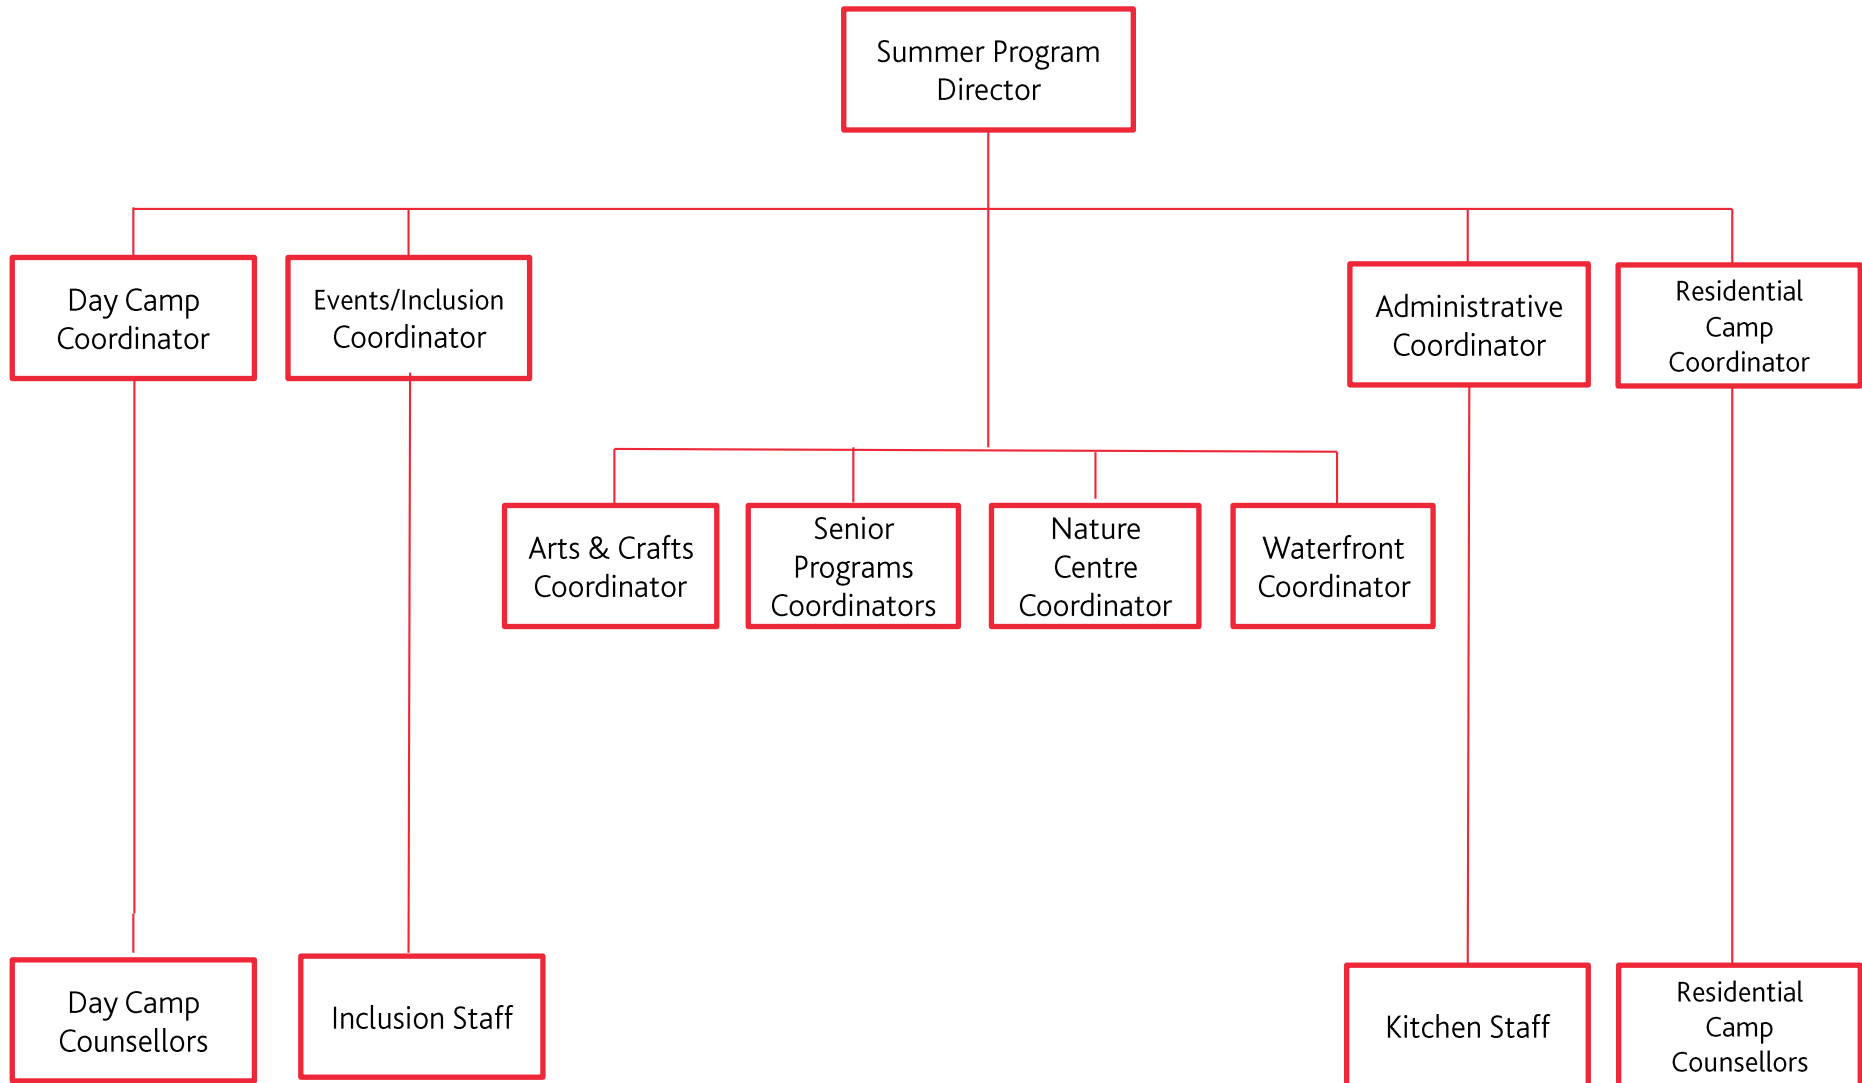 Summer Program
Director
Day Camp
Coordinator
Events/Inclusion
Coordinator
Administrative
Coordinator
Residential
Camp
Coordinator
Arts & Crafts
Coordinator
Senior
Programs
Coordinators
Nature
Centre
Coordinator
Waterfront
Coordinator
Day Camp
Counsellors
Inclusion Staff
Kitchen Staff
Residential
Camp
Counsellors